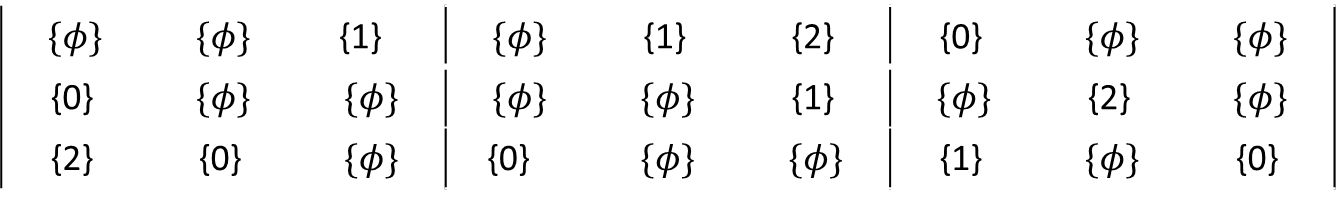 | {ϕ} {ϕ} {1} | {ϕ} {1} {2} | {0} {ϕ} {ϕ} |
| {0} {ϕ} {ϕ} | {ϕ} {ϕ} {1} | {ϕ} {2} {ϕ} |
| {2} {0} {ϕ} | {0} {ϕ} {ϕ} | {1} {ϕ} {0} |